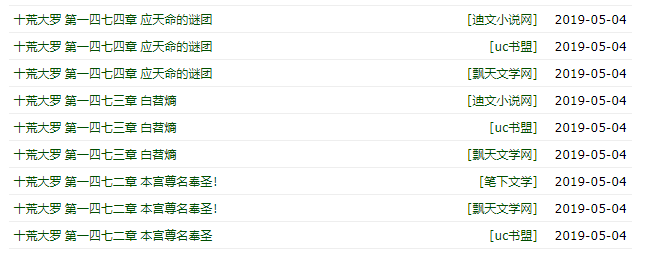 十荒大罗 第一四七四章 应天命的谜团 [迪文小说网] 2019-05-04
十荒大罗 第一四七四章 应天命的谜团 [uc书盟] 2019-05-04
十荒大罗 第一四七四章 应天命的谜团 [飘天文学网] 2019-05-04
十荒大罗 第一四七三章 白菩熵 [迪文小说网] 2019-05-04
十荒大罗 第一四七三章 白菩熵 [uc书盟] 2019-05-04
十荒大罗 第一四七三章 白菩熵 [飘天文学网] 2019-05-04
十荒大罗 第一四七二章 本宫尊名奉圣! [笔下文学] 2019-05-04
十荒大罗 第一四七二章 本宫尊名奉圣! [飘天文学网] 2019-05-04
十荒大罗 第一四七二章 本宫尊名奉圣 [uc书盟] 2019-05-04